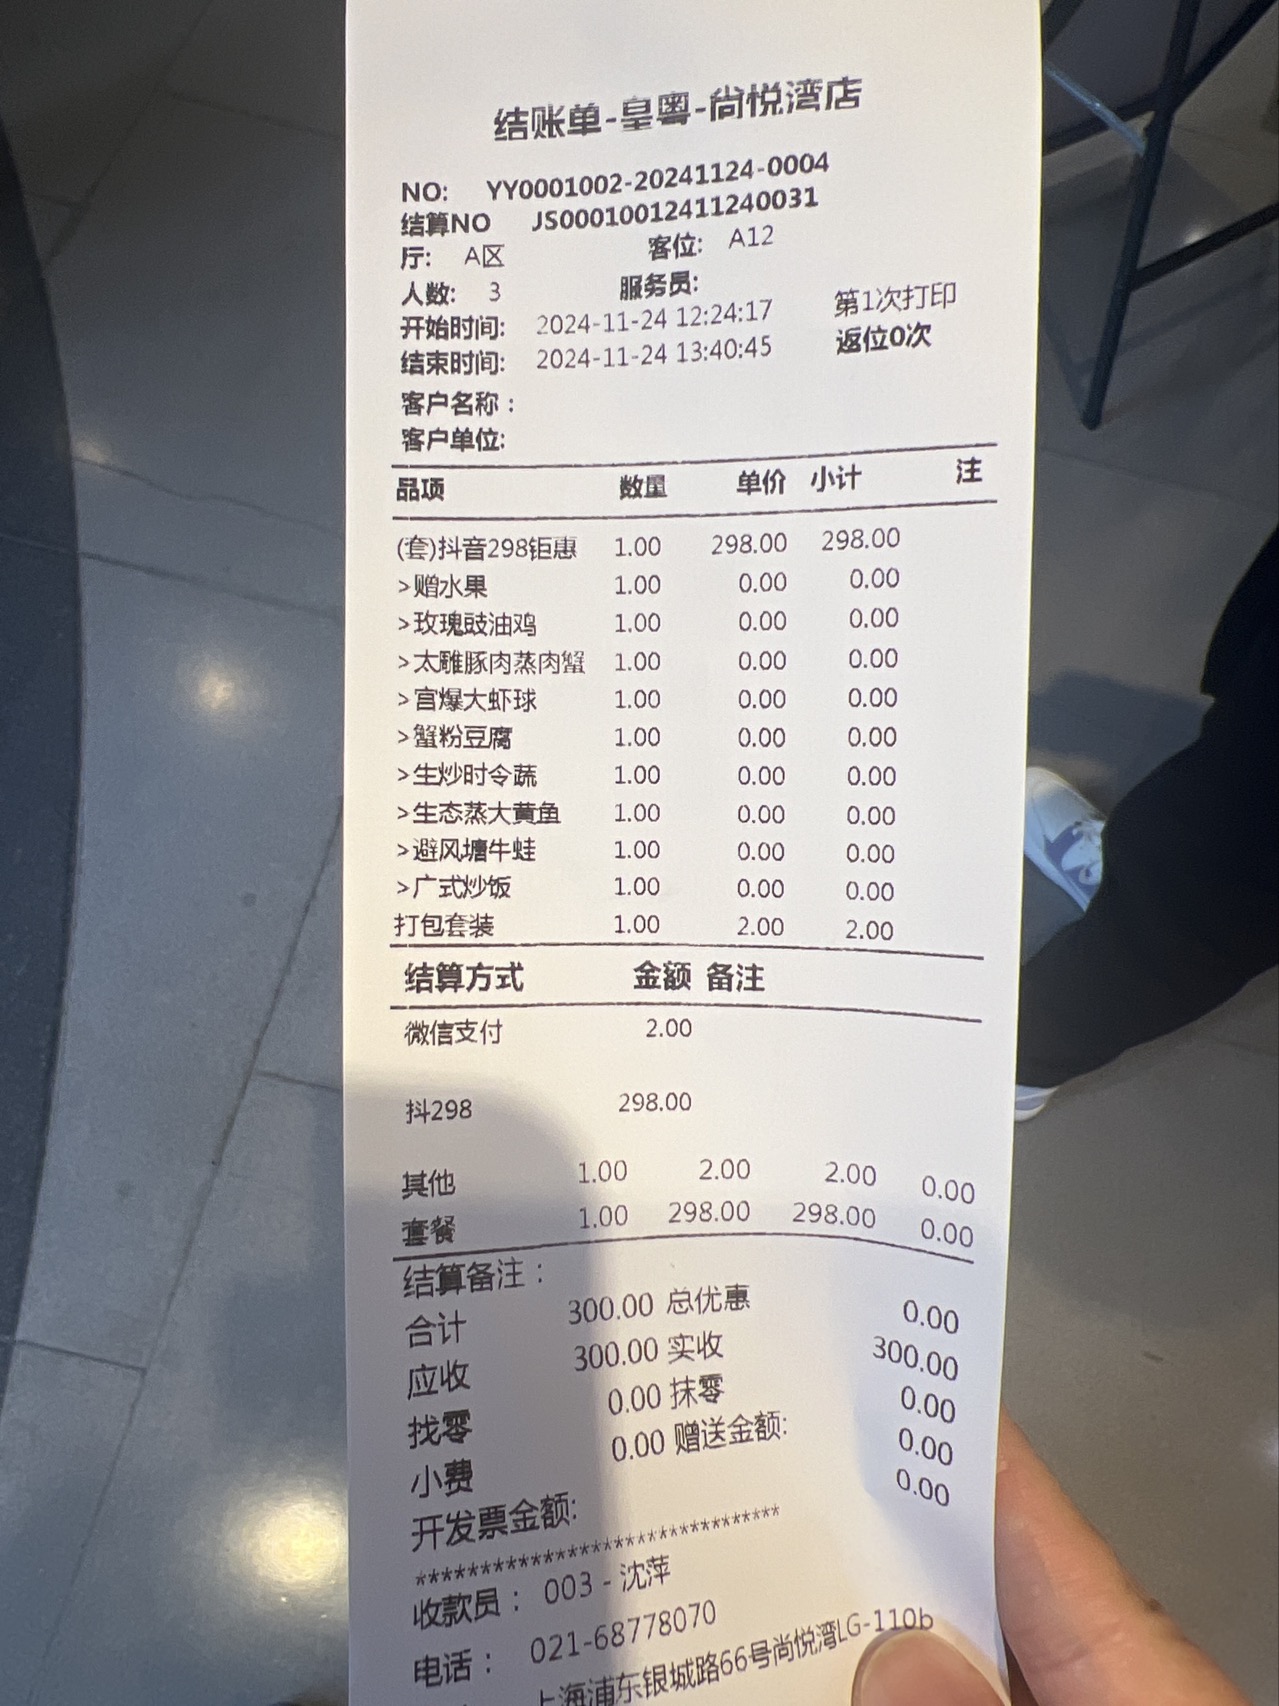 结账单-皇粤-尚悦湾店
NO: YY0001002-20241124-0004
结算NO JS00010012411240031
厅: A区 客位: A12
人数: 3 服务员:
开始时间: 2024-11-24 12:24:17 第1次打印
结束时间: 2024-11-24 13:40:45 返位0次
客户名称：
客户单位:
品项 数量 单价 小计 注
(套)抖音298钜惠 1.00 298.00 298.00
>赠水果 1.00 0.00 0.00
>玫瑰豉油鸡 1.00 0.00 0.00
>太雕豚肉蒸肉蟹 1.00 0.00 0.00
>宫爆大虾球 1.00 0.00 0.00
>蟹粉豆腐 1.00 0.00 0.00
>生炒时令蔬 1.00 0.00 0.00
>生态蒸大黄鱼 1.00 0.00 0.00
>避风塘牛蛙 1.00 0.00 0.00
>广式炒饭 1.00 0.00 0.00
打包套装 1.00 2.00 2.00
结算方式 金额 备注
微信支付 2.00
抖298 298.00
其他 1.00 2.00 2.00 0.00
套餐 1.00 298.00 298.00 0.00
结算备注：
合计 300.00 总优惠 0.00
应收 300.00 实收 300.00
找零 0.00 抹零 0.00
小费 0.00 赠送金额: 0.00
开发票金额: 0.00
********************************
收款员： 003 - 沈萍
电话： 021-68778070
上海浦东银城路66号尚悦湾LG-110b